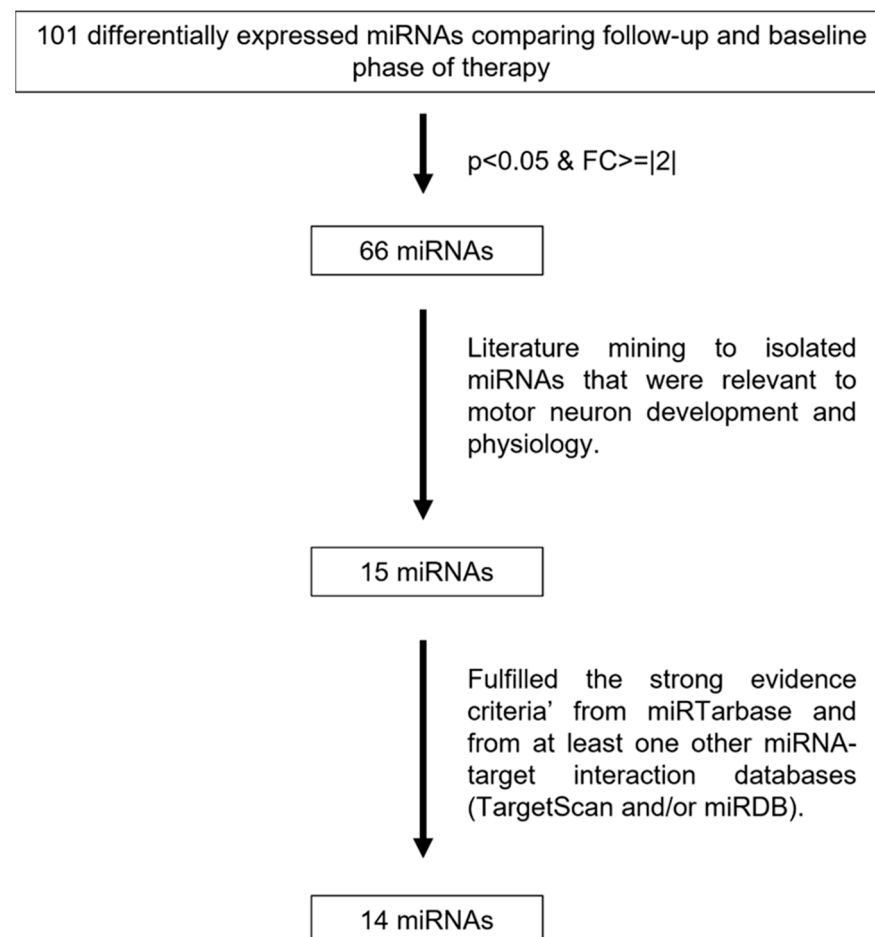 101 differentially expressed miRNAs comparing follow-up and baseline
phase of therapy
p<0.05 & FC>=|2|
66 miRNAs
Literature mining to isolated
miRNAs that were relevant to
motor neuron development and
physiology.
15 miRNAs
Fulfilled the strong evidence
criteria’ from miRTarbase and
from at least one other miRNA-
target interaction databases
(TargetScan and/or miRDB).
14 miRNAs